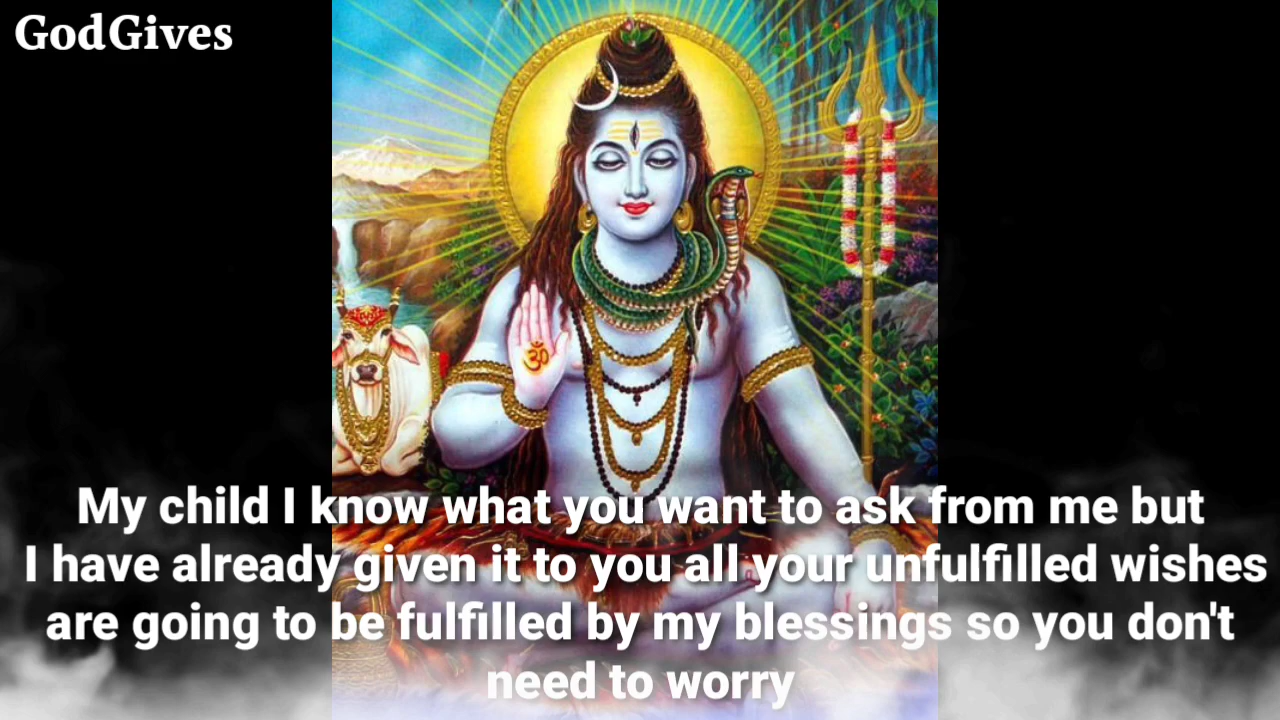 GodGives
ॐ
My child I know what you want to ask from me but
I have already given it to you all your unfulfilled wishes
are going to be fulfilled by my blessings so you don't
need to worry